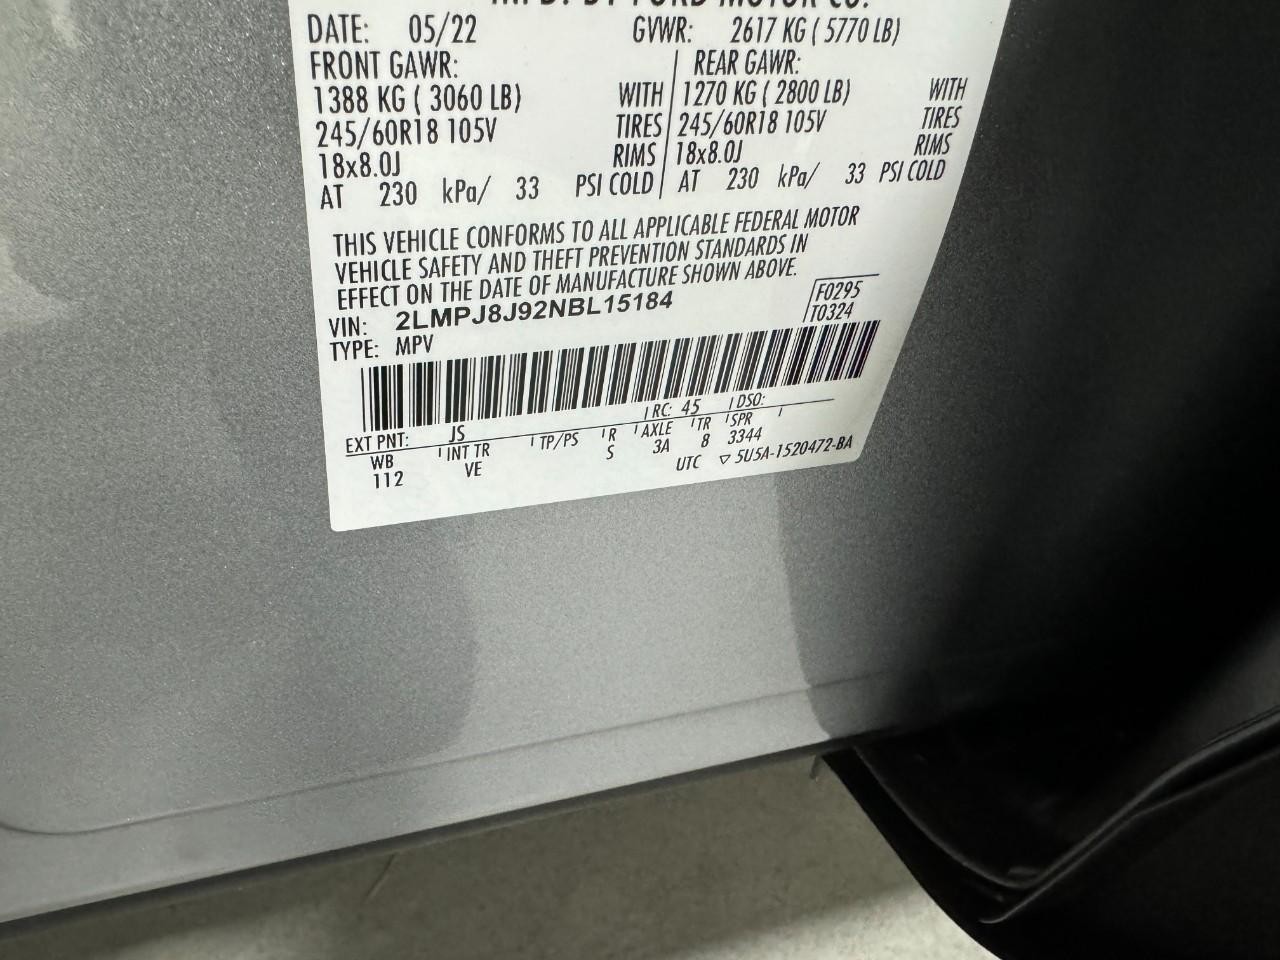 MFD. BY FORD MOTOR CO.
DATE: 05/22 GVWR: 2617 KG ( 5770 LB)
FRONT GAWR: REAR GAWR:
1388 KG ( 3060 LB) WITH 1270 KG ( 2800 LB) WITH
245/60R18 105V TIRES 245/60R18 105V TIRES
18x8.0J RIMS 18x8.0J RIMS
AT 230 kPa/ 33 PSI COLD AT 230 kPa/ 33 PSI COLD
THIS VEHICLE CONFORMS TO ALL APPLICABLE FEDERAL MOTOR
VEHICLE SAFETY AND THEFT PREVENTION STANDARDS IN
EFFECT ON THE DATE OF MANUFACTURE SHOWN ABOVE.
VIN: 2LMPJ8J92NBL15184 F0295
TYPE: MPV T0324
EXT PNT: JS RC: 45 DSO:
WB INT TR TP/PS R AXLE TR SPR
112 VE S 3A 8 3344
UTC ▽ 5U5A-1520472-BA